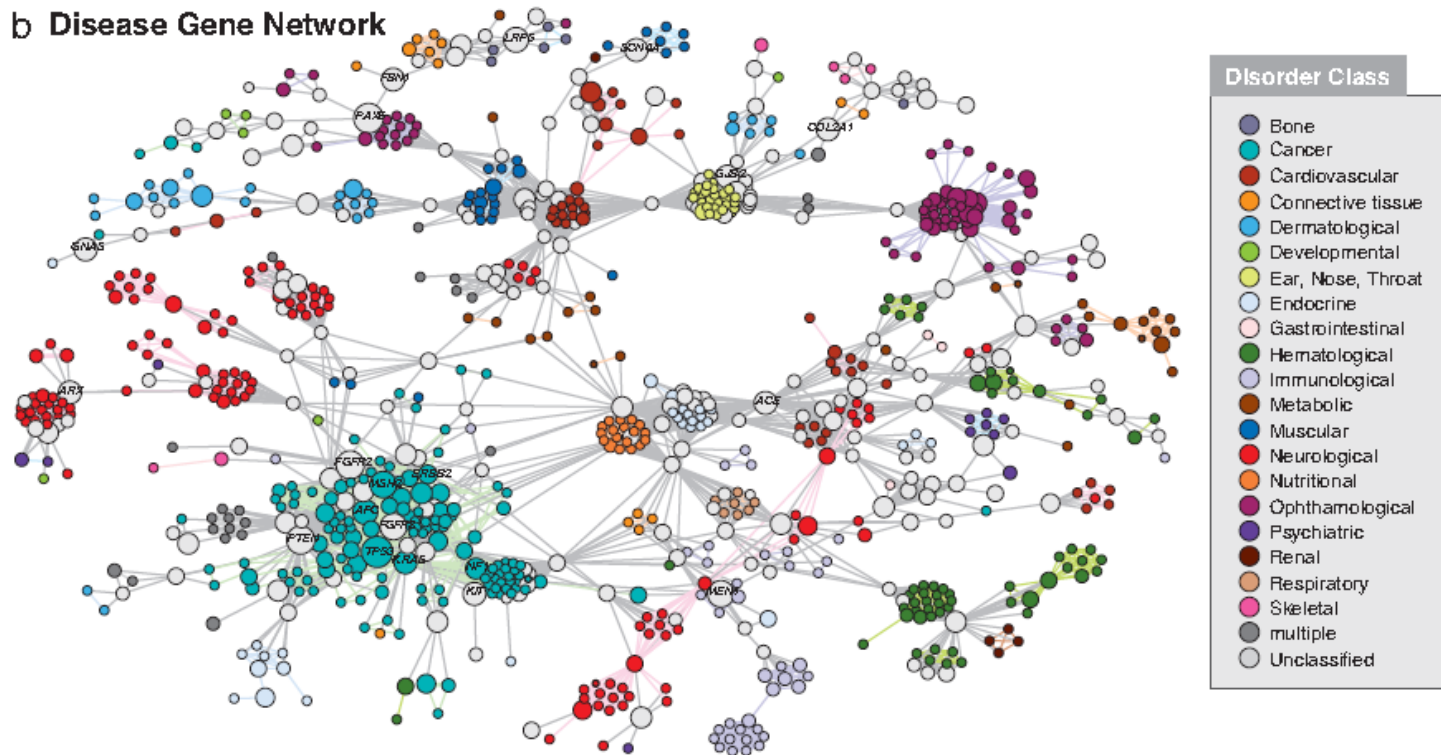 b Disease Gene Network
LRP5
SCN4A
FBN1
PAX6
COL2A1
GJB2
GNAS
ARX
ACE
FGFR2
ERBB2
MSH2
APC
FGFR3
PTEN
TP53
KRAS
NF1
KIT
MEN1
Disorder Class
Bone
Cancer
Cardiovascular
Connective tissue
Dermatological
Developmental
Ear, Nose, Throat
Endocrine
Gastrointestinal
Hematological
Immunological
Metabolic
Muscular
Neurological
Nutritional
Ophthamological
Psychiatric
Renal
Respiratory
Skeletal
multiple
Unclassified